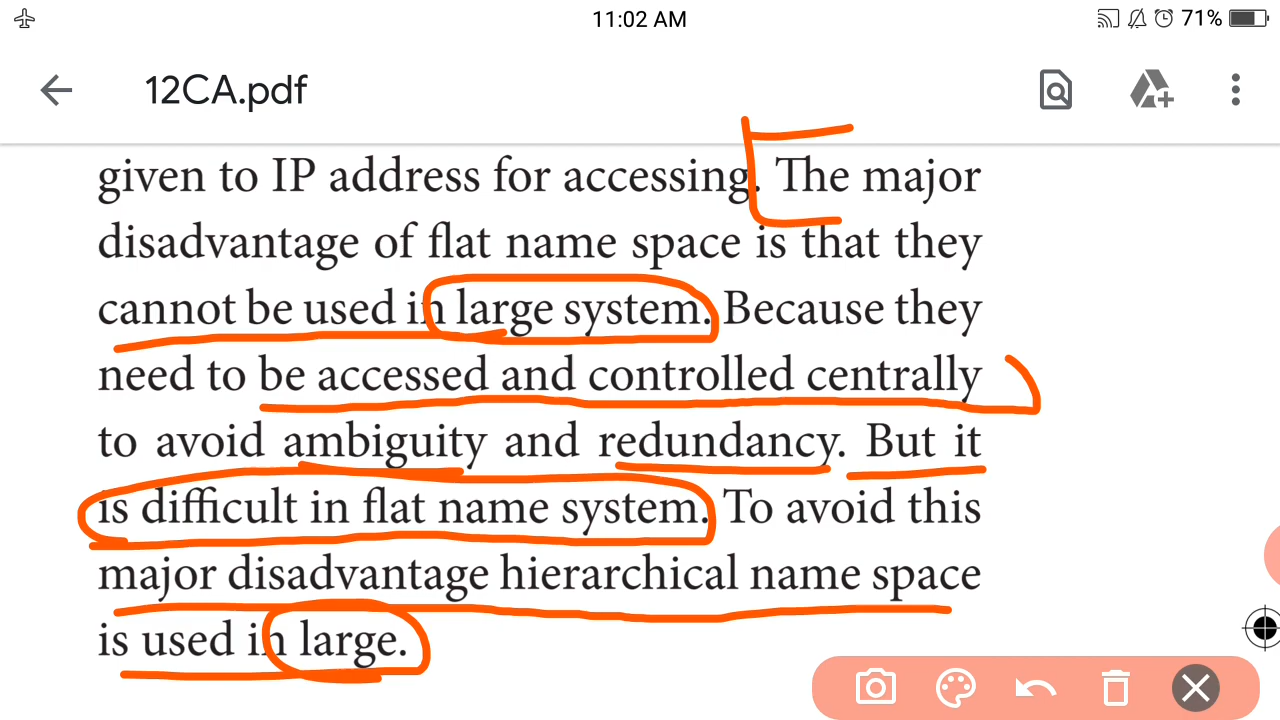 11:02 AM
71%
12CA.pdf
given to IP address for accessing. The major
disadvantage of flat name space is that they
cannot be used in large system. Because they
need to be accessed and controlled centrally
to avoid ambiguity and redundancy. But it
is difficult in flat name system. To avoid this
major disadvantage hierarchical name space
is used in large.